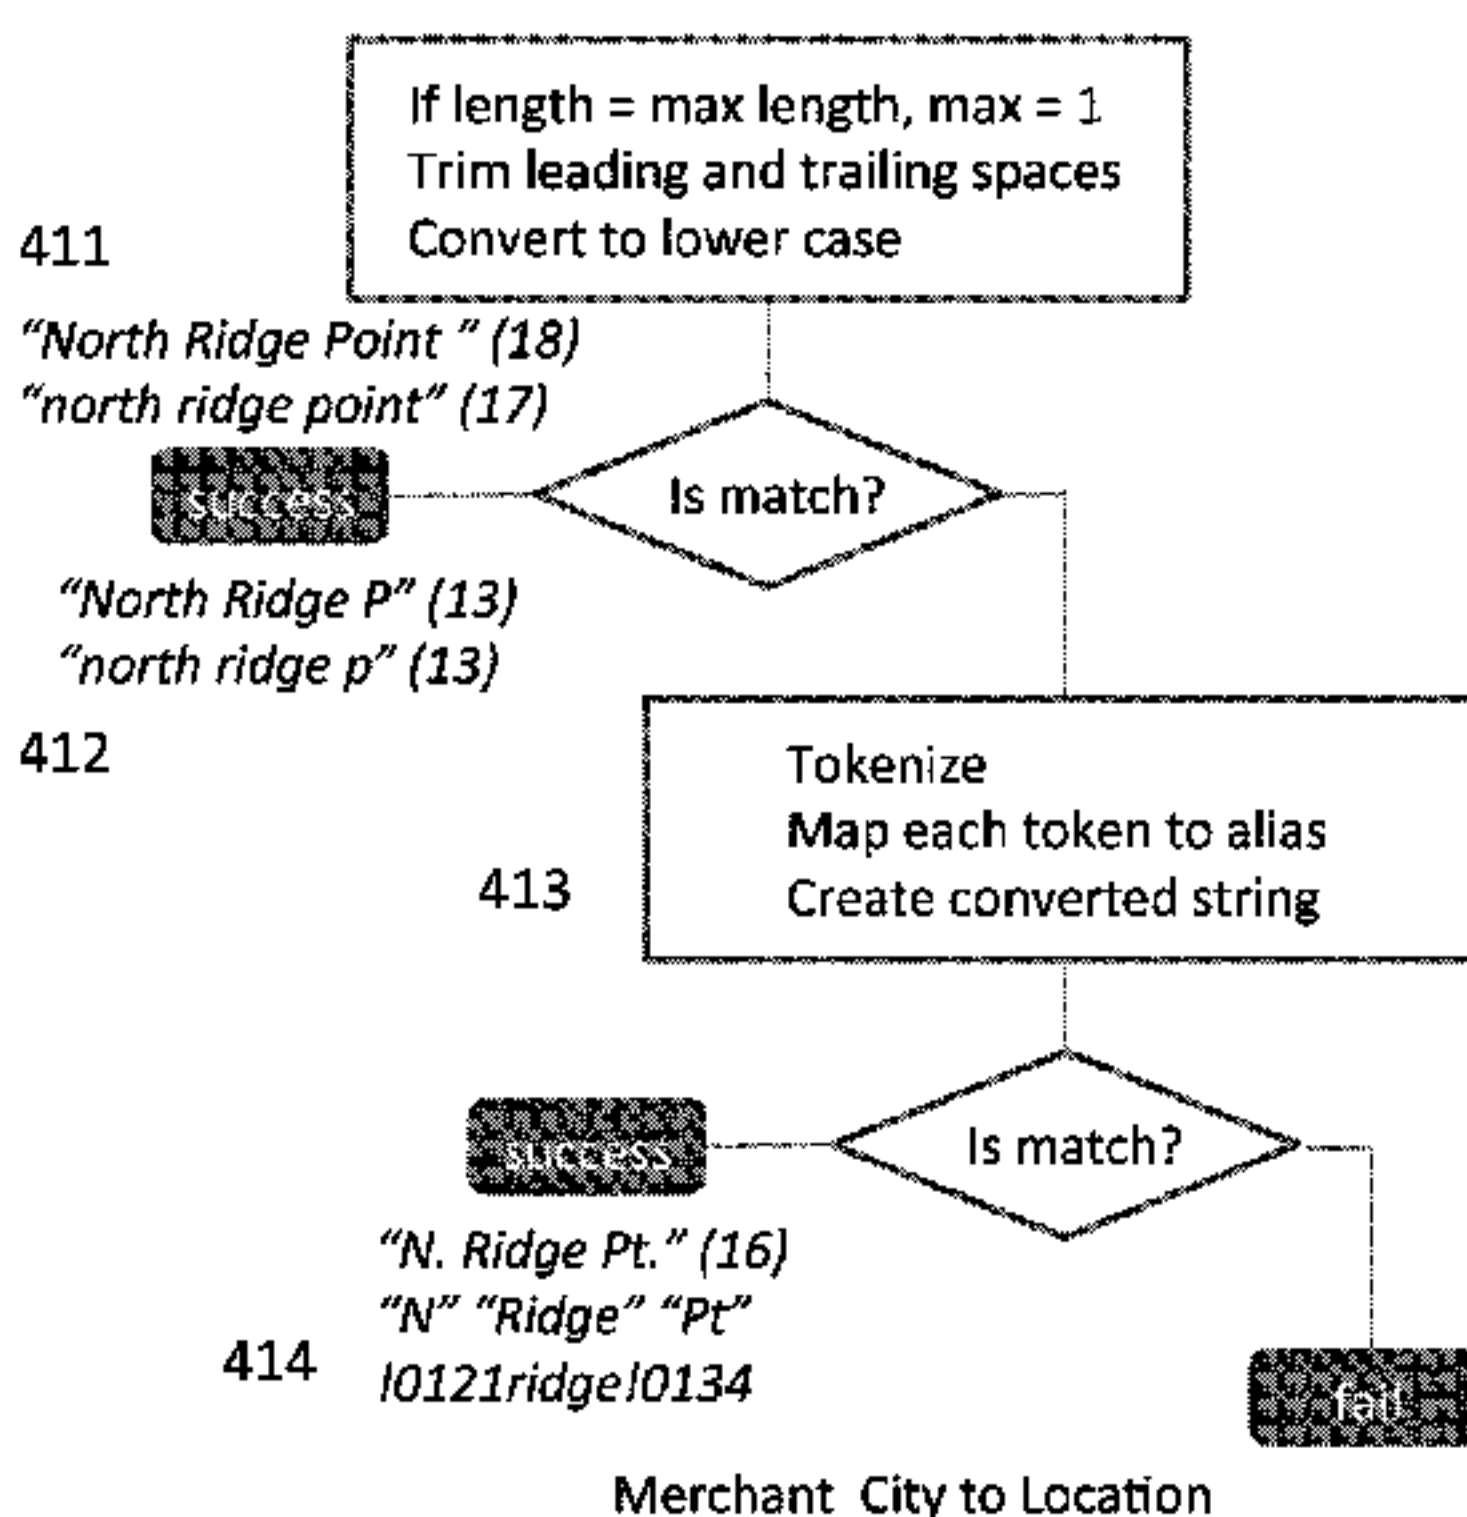 If length = max length, max = 1
Trim leading and trailing spaces
Convert to lower case
411
“North Ridge Point ” (18)
“north ridge point” (17)
Is match?
success
“North Ridge P” (13)
“north ridge p” (13)
412
Tokenize
Map each token to alias
Create converted string
413
Is match?
success
“N. Ridge Pt.” (16)
“N” “Ridge” “Pt”
414
!0121ridge!0134
fail
Merchant City to Location